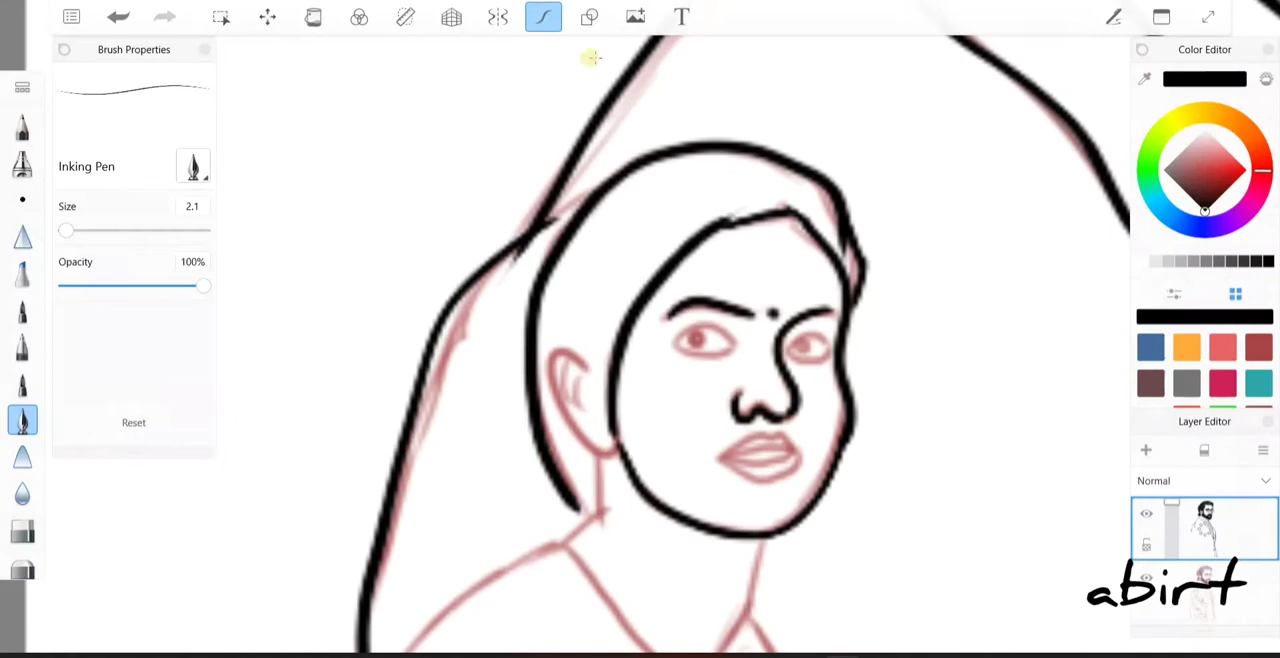 T
Brush Properties
Color Editor
Inking Pen
Size 2.1
Opacity 100%
Reset
Layer Editor
Normal
abirt